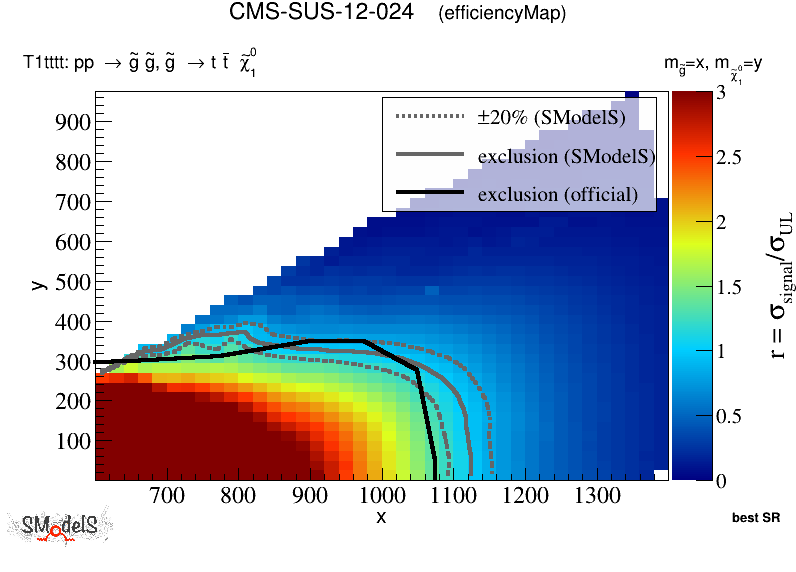 CMS-SUS-12-024 (efficiencyMap)
T1tttt: pp → g̃ g̃, g̃ → t t̄ χ̃₁⁰
m_g̃=x, m_χ̃₁⁰=y
±20% (SModelS)
exclusion (SModelS)
exclusion (official)
900
800
700
600
500
400
300
200
100
y
700 800 900 1000 1100 1200 1300
x
3
2.5
2
1.5
1
0.5
0
r = σ_signal/σ_UL
best SR
SModelS